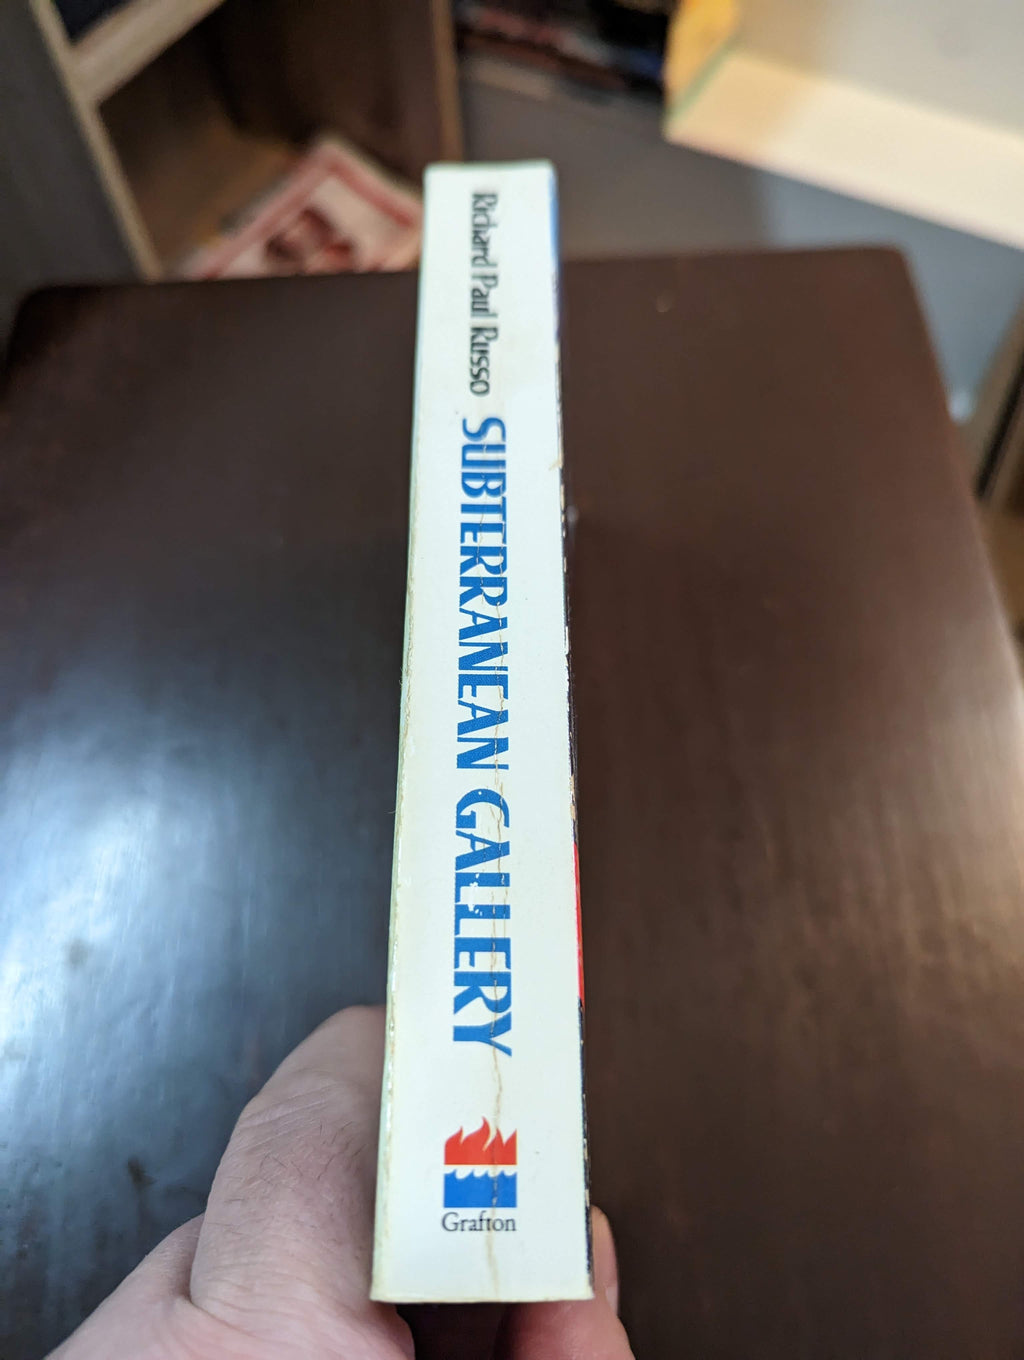 Richard Paul Russo
SUBTERRANEAN GALLERY
Grafton